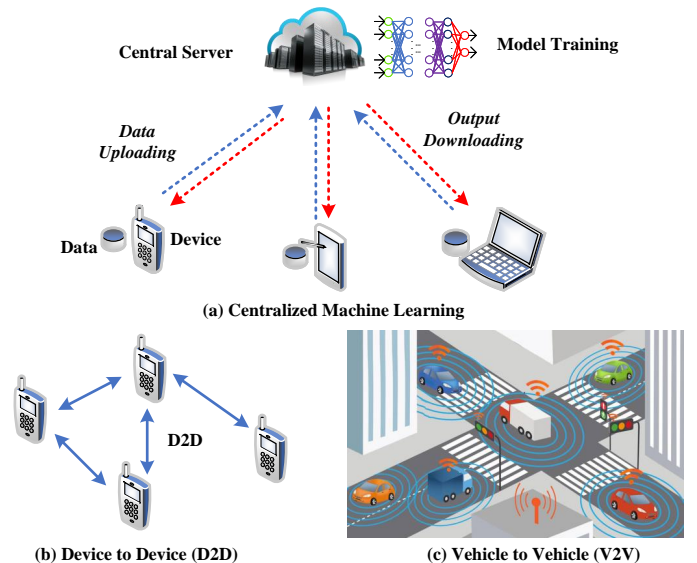 Central Server
Model Training
Data
Uploading
Output
Downloading
Data
Device
(a) Centralized Machine Learning
D2D
(b) Device to Device (D2D)
(c) Vehicle to Vehicle (V2V)